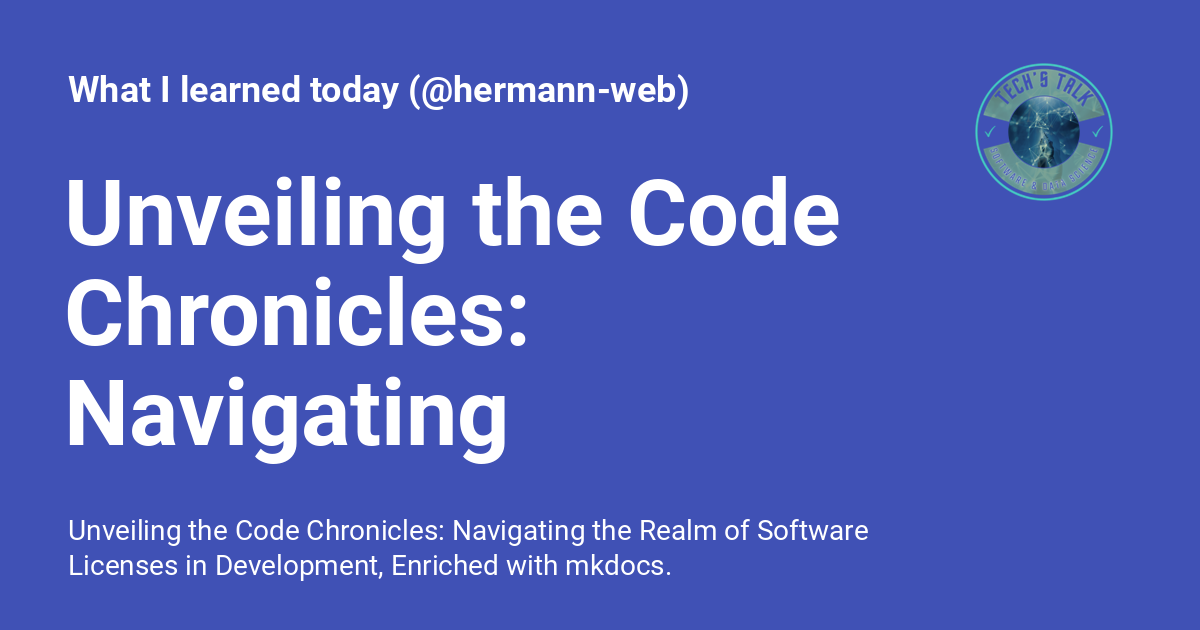 What I learned today (@hermann-web)
TECH'S TALK
SOFTWARE & DATA SCIENCE
Unveiling the Code
Chronicles:
Navigating
Unveiling the Code Chronicles: Navigating the Realm of Software
Licenses in Development, Enriched with mkdocs.